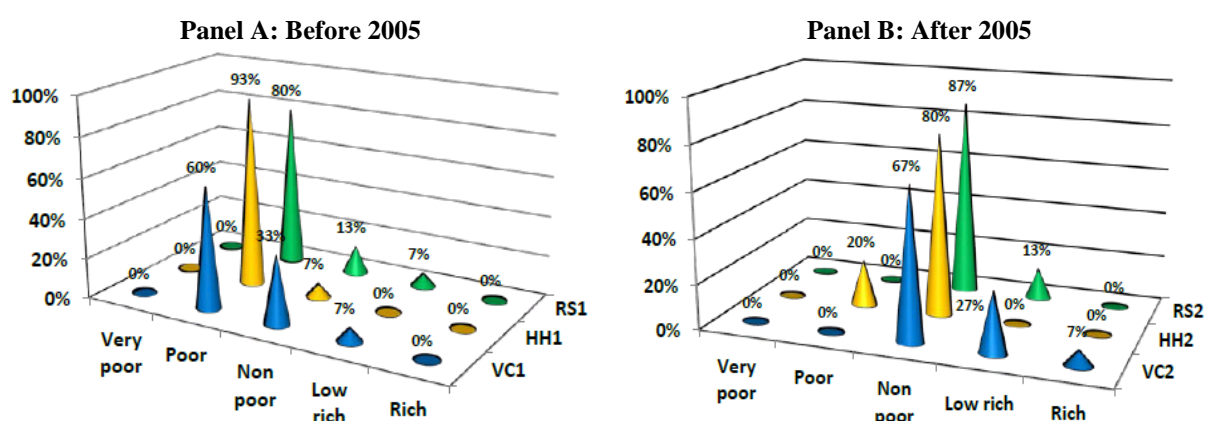 Panel A: Before 2005
100%
80%
60%
40%
20%
0%
93%
80%
60%
33%
13%
7%
7%
7%
0%
0%
0%
0%
0%
0%
0%
Very poor
Poor
Non poor
Low rich
Rich
VC1
HH1
RS1
Panel B: After 2005
100%
80%
60%
40%
20%
0%
87%
80%
67%
20%
27%
13%
7%
0%
0%
0%
0%
0%
0%
0%
0%
Very poor
Poor
Non poor
Low rich
Rich
VC2
HH2
RS2